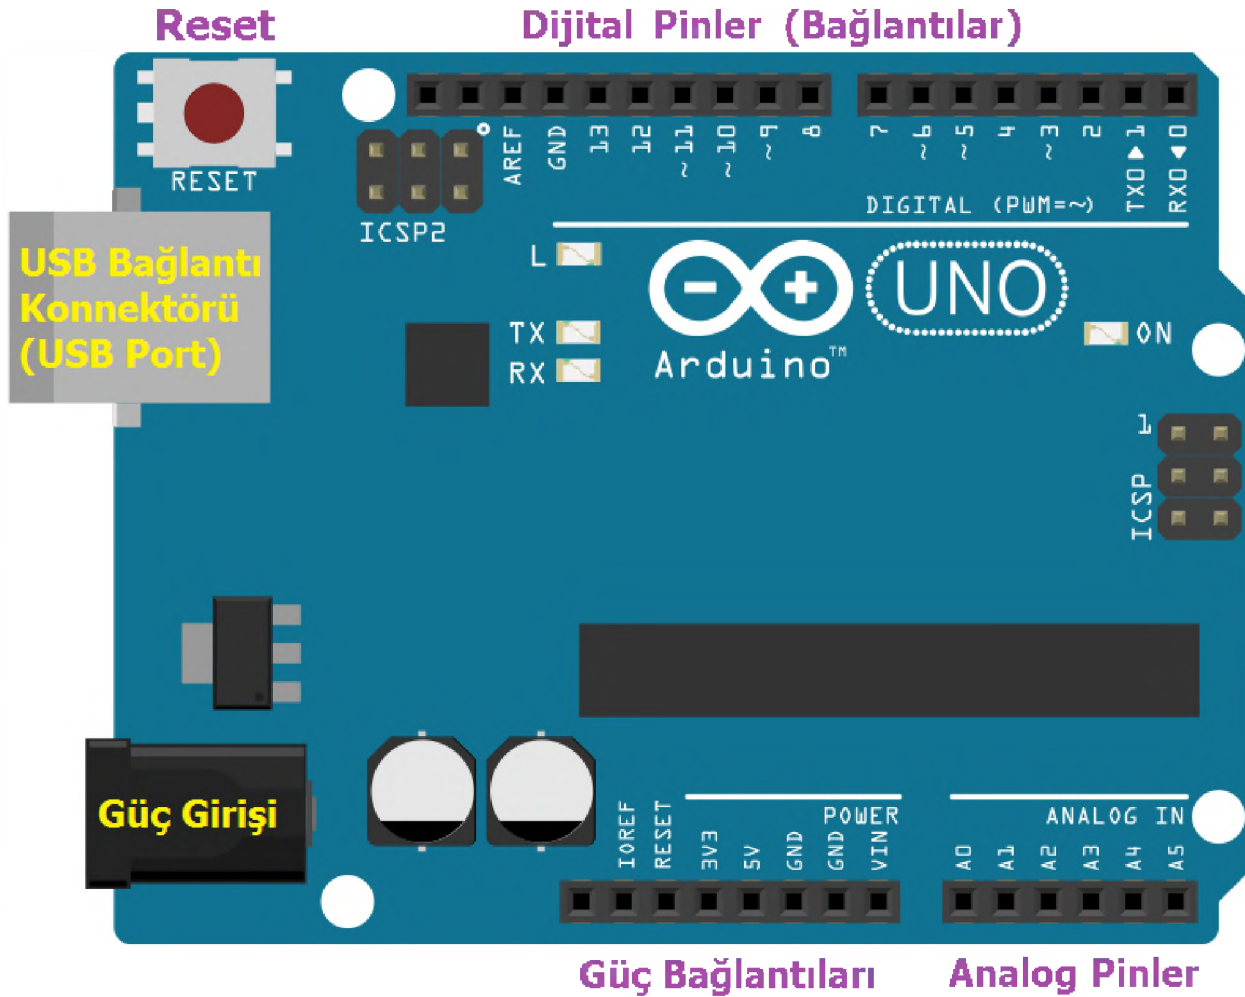 Reset
Dijital Pinler (Bağlantılar)
RESET
ICSP2
AREF
GND
13
12
~11
~10
~9
8
7
~6
~5
4
~3
2
TX0▶1
RX0◀0
DIGITAL (PWM=~)
USB Bağlantı
Konnektörü
(USB Port)
L
TX
RX
Arduino™
UNO
ON
1
ICSP
Güç Girişi
POWER
ANALOG IN
IOREF
RESET
3V3
5V
GND
GND
VIN
A0
A1
A2
A3
A4
A5
Güç Bağlantıları
Analog Pinler